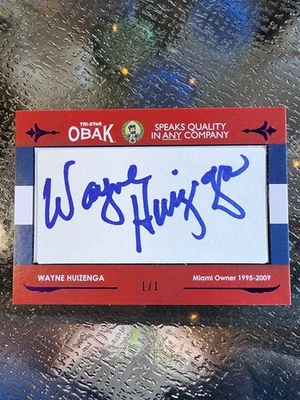 TRI-STAR
OBAK
SPEAKS QUALITY
IN ANY COMPANY
Wayne
Huizenga
WAYNE HUIZENGA
1/1
Miami Owner 1995-2009